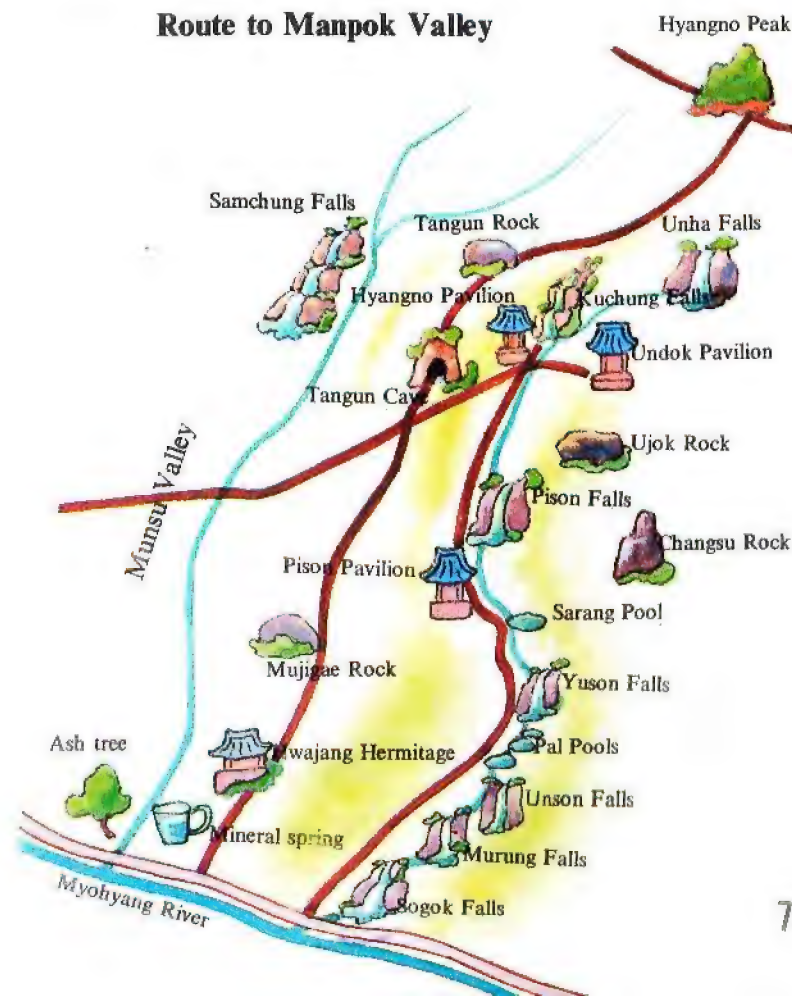 Route to Manpok Valley
Hyangno Peak
Samchung Falls
Tangun Rock
Unha Falls
Hyangno Pavilion
Kuchung Falls
Undok Pavilion
Tangun Cave
Ujok Rock
Munsu Valley
Pison Falls
Changsu Rock
Pison Pavilion
Sarang Pool
Mujigae Rock
Yuson Falls
Ash tree
Hwajang Hermitage
Pal Pools
Unson Falls
Mineral spring
Murung Falls
Myohyang River
Sogok Falls
7